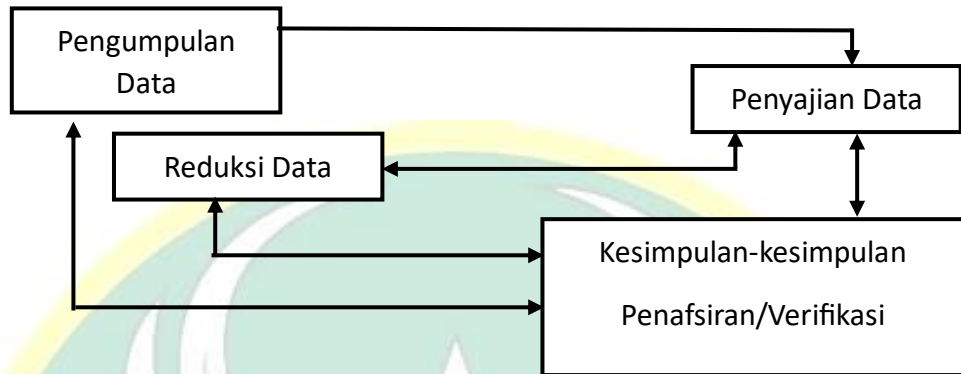 Pengumpulan
Data
Penyajian Data
Reduksi Data
Kesimpulan-kesimpulan
Penafsiran/Verifikasi